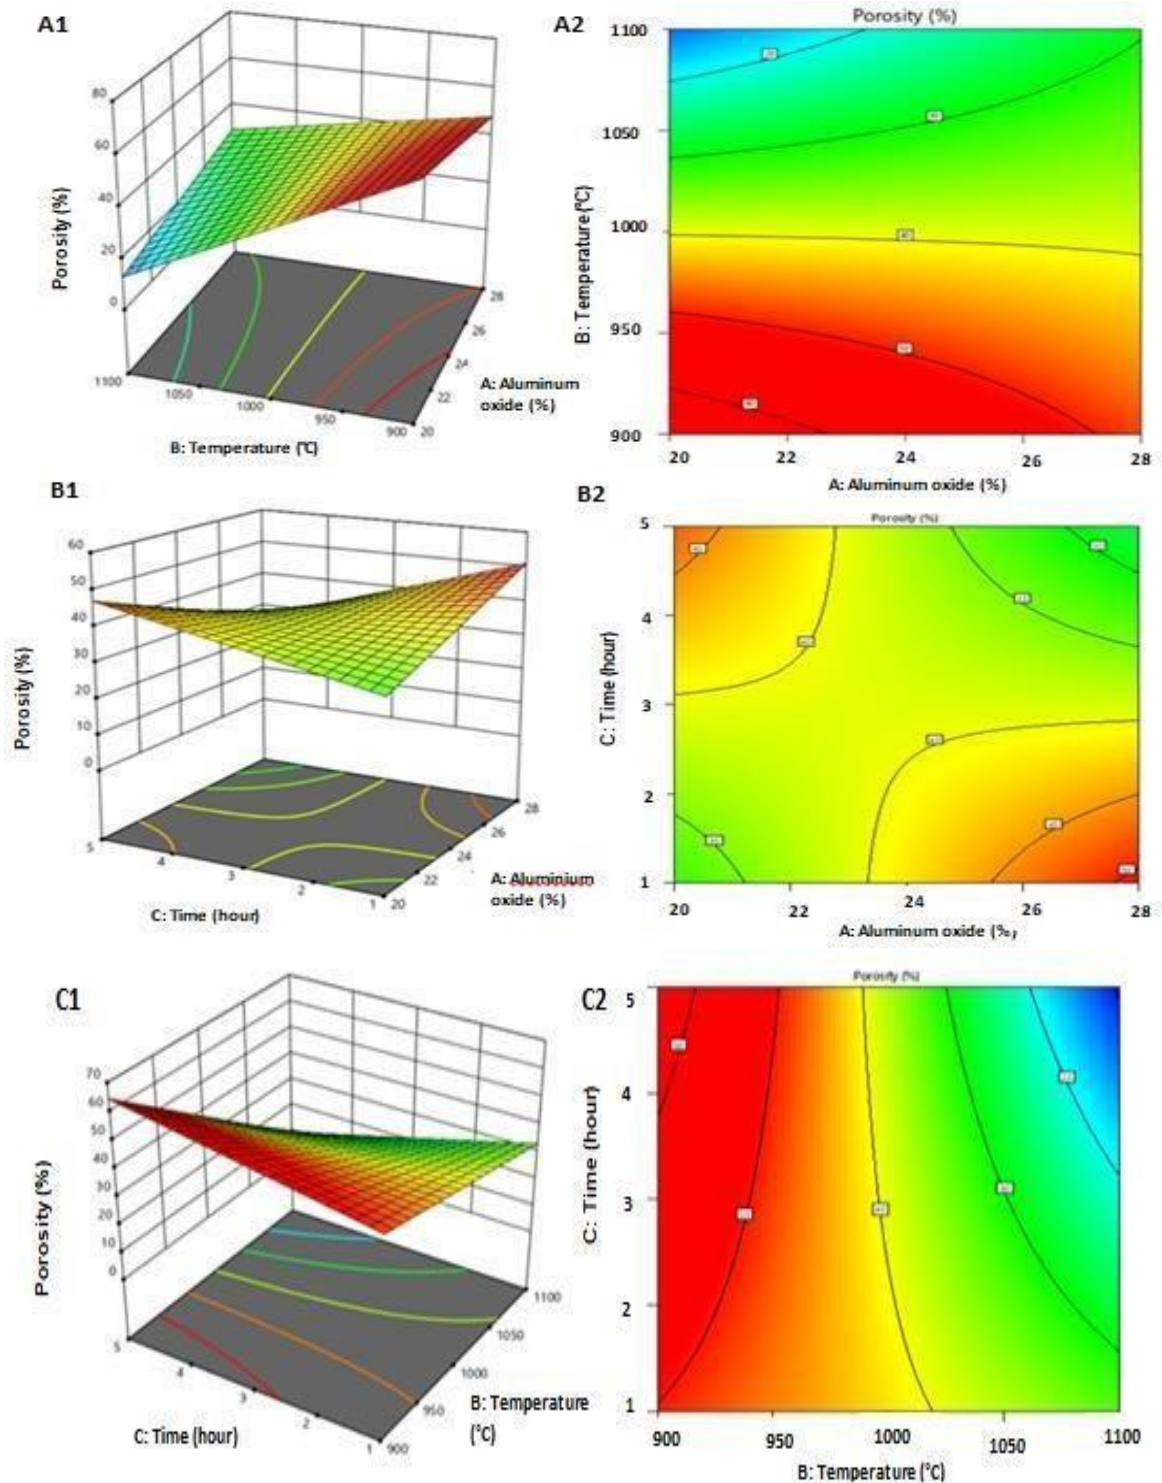 A1
80
60
40
20
0
Porosity (%)
1100
1050
1000
950
900
20
22
24
26
28
A: Aluminum
oxide (%)
B: Temperature (℃)
A2
Porosity (%)
1100
1050
1000
950
900
B: Temperature (°C)
20
22
24
26
28
A: Aluminum oxide (%)
B1
60
50
40
30
20
10
0
Porosity (%)
5
4
3
2
1
20
22
24
26
28
A: Aluminium
oxide (%)
C: Time (hour)
B2
Porosity (%)
5
4
3
2
1
C: Time (hour)
20
22
24
26
28
A: Aluminum oxide (%)
C1
70
60
50
40
30
20
10
0
Porosity (%)
5
4
3
2
1
900
950
1000
1050
1100
B: Temperature
(°C)
C: Time (hour)
C2
Porosity (%)
5
4
3
2
1
C: Time (hour)
900
950
1000
1050
1100
B: Temperature (°C)